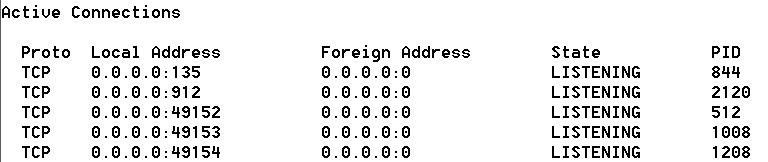 Active Connections
Proto  Local Address          Foreign Address        State           PID
TCP    0.0.0.0:135            0.0.0.0:0              LISTENING       844
TCP    0.0.0.0:912            0.0.0.0:0              LISTENING       2120
TCP    0.0.0.0:49152          0.0.0.0:0              LISTENING       512
TCP    0.0.0.0:49153          0.0.0.0:0              LISTENING       1008
TCP    0.0.0.0:49154          0.0.0.0:0              LISTENING       1208